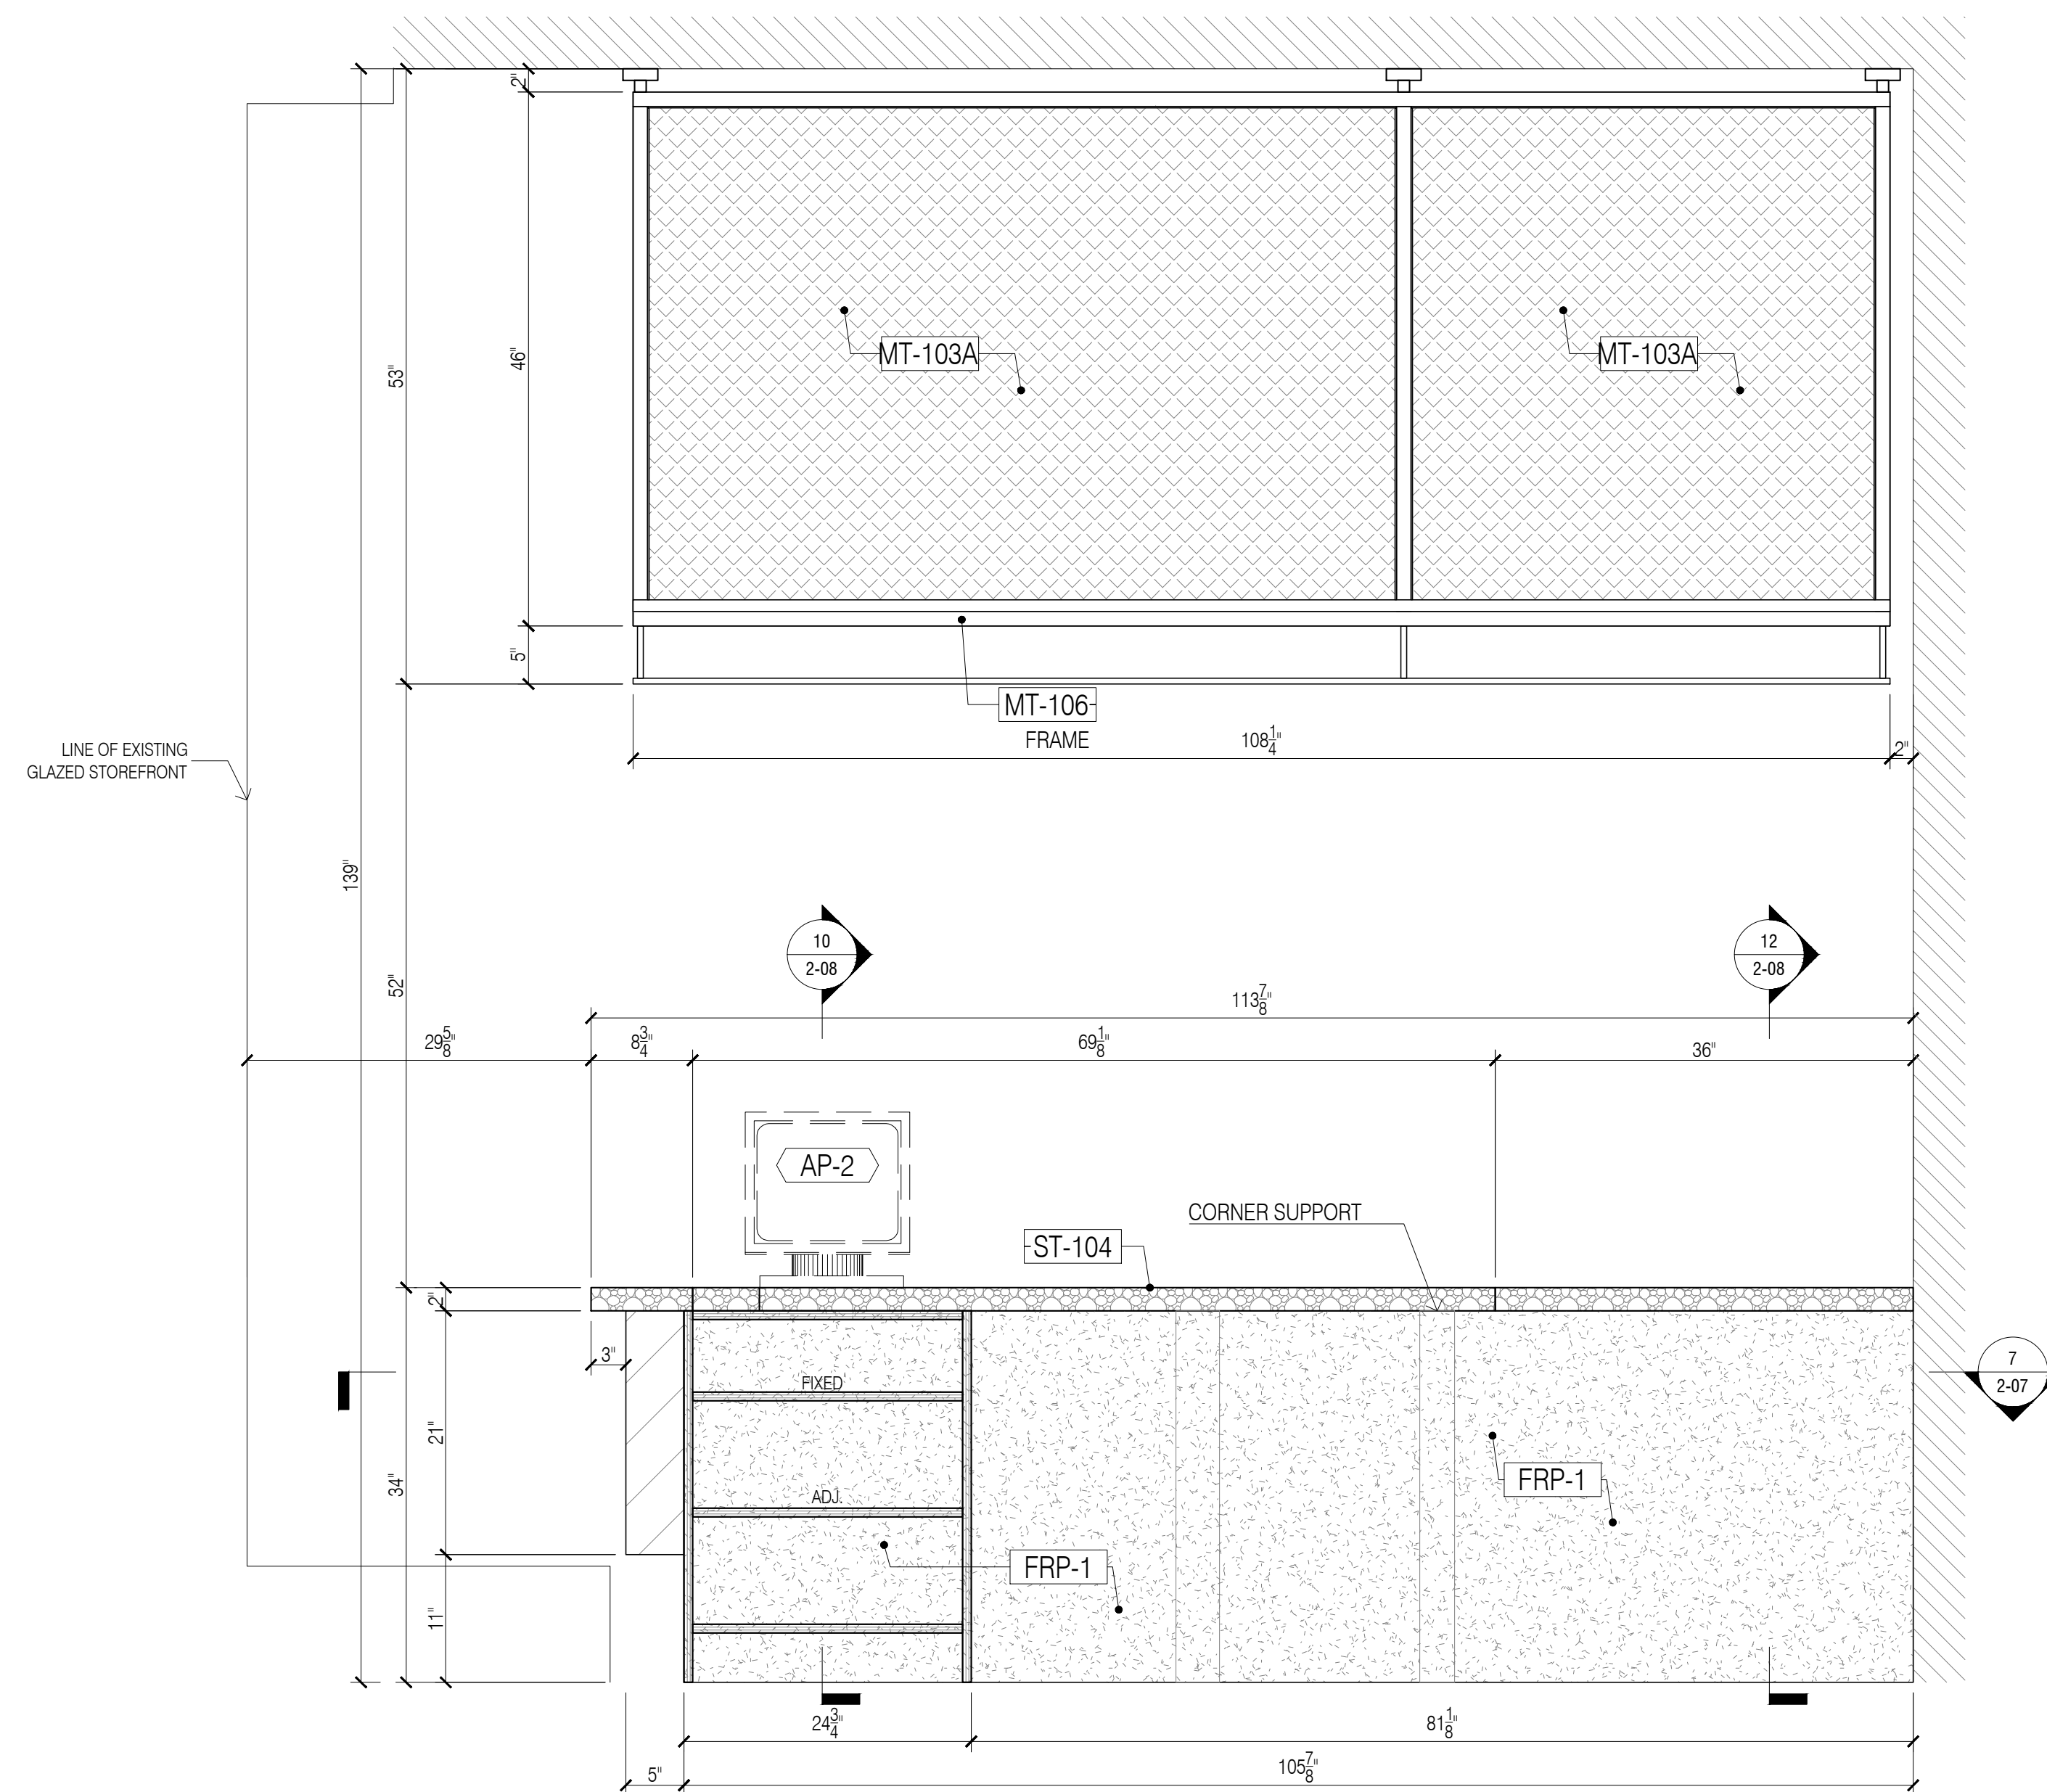 2"
53"
46"
MT-103A
MT-103A
5"
MT-106
FRAME
108 1/4"
2"
LINE OF EXISTING
GLAZED STOREFRONT
139"
10
2-08
12
2-08
52"
113 7/8"
29 5/8"
8 3/4"
69 1/8"
36"
AP-2
CORNER SUPPORT
ST-104
2"
3"
7
2-07
FIXED
21"
34"
FRP-1
ADJ.
FRP-1
11"
24 3/4"
81 1/8"
5"
105 7/8"